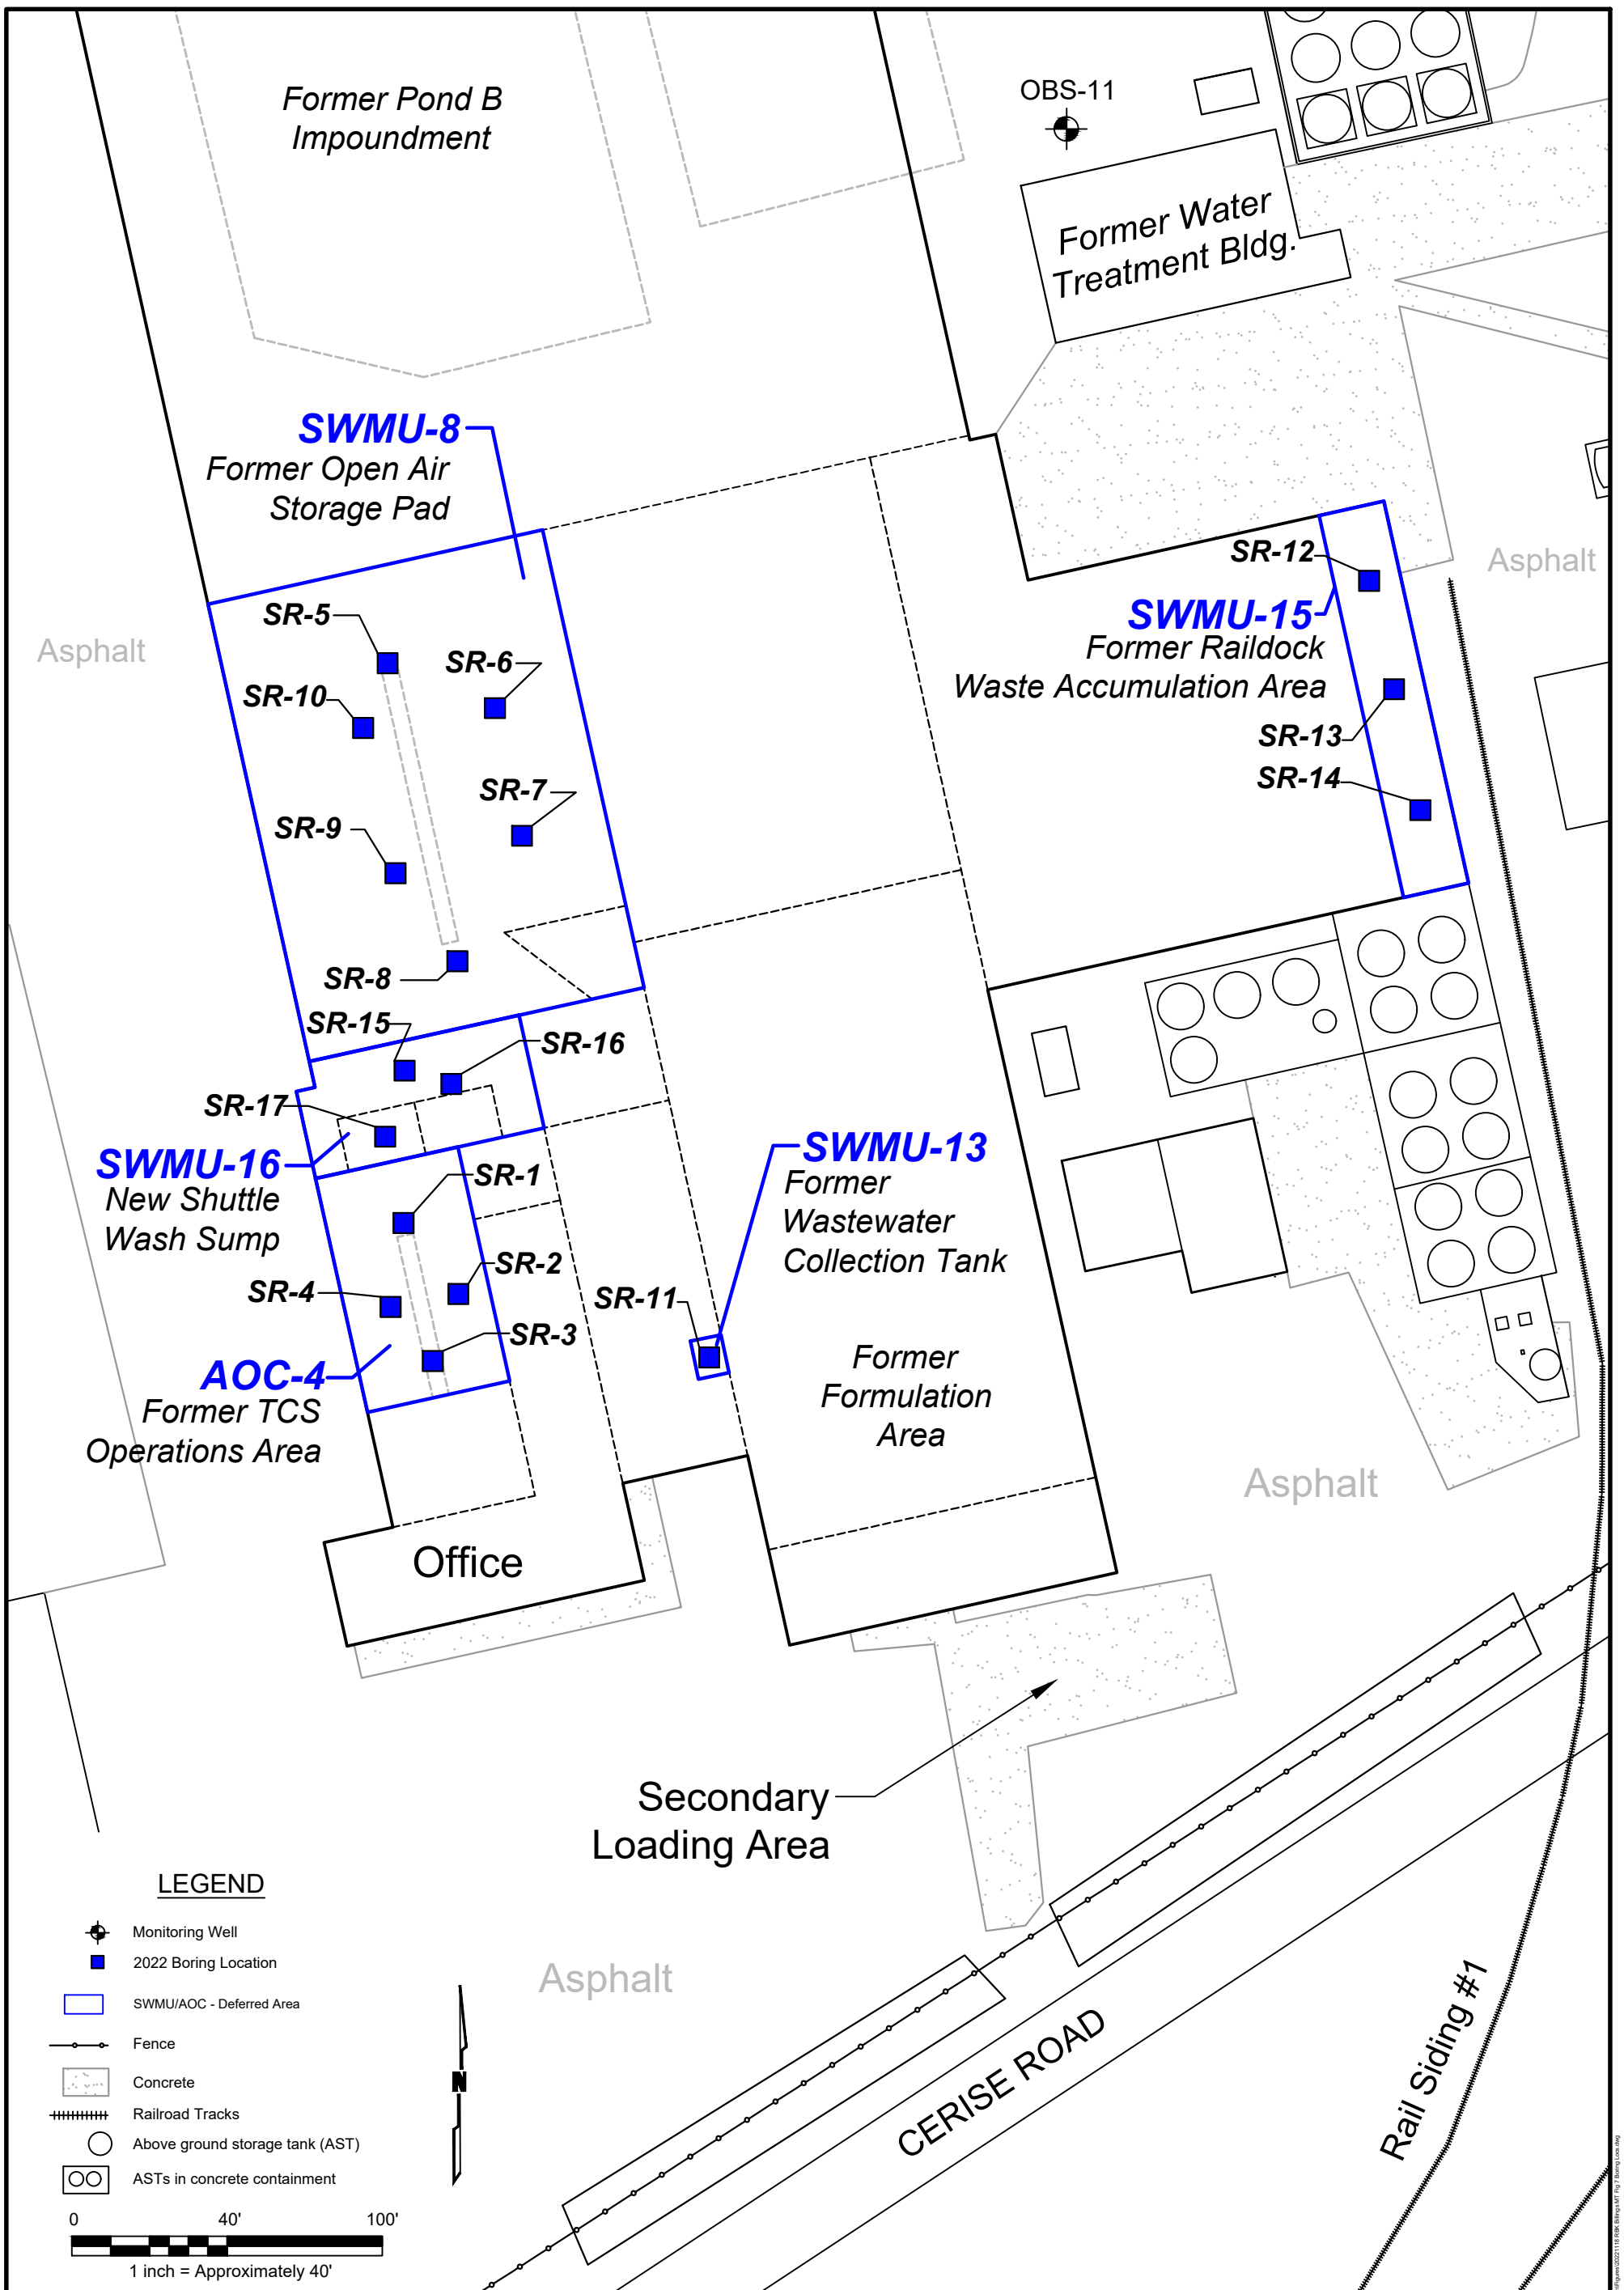 Former Pond B
Impoundment
OBS-11
Former Water
Treatment Bldg.
SWMU-8
Former Open Air
Storage Pad
Asphalt
Asphalt
SR-5
SR-6
SR-10
SR-7
SR-9
SR-8
SR-12
SWMU-15
Former Raildock
Waste Accumulation Area
SR-13
SR-14
SR-15
SR-16
SR-17
SWMU-16
New Shuttle
Wash Sump
SR-1
SR-2
SR-4
SR-3
AOC-4
Former TCS
Operations Area
SWMU-13
Former
Wastewater
Collection Tank
SR-11
Former
Formulation
Area
Asphalt
Office
Secondary
Loading Area
Asphalt
CERISE ROAD
Rail Siding #1
LEGEND
Monitoring Well
2022 Boring Location
SWMU/AOC - Deferred Area
Fence
Concrete
Railroad Tracks
Above ground storage tank (AST)
ASTs in concrete containment
N
0 40' 100'
1 inch = Approximately 40'